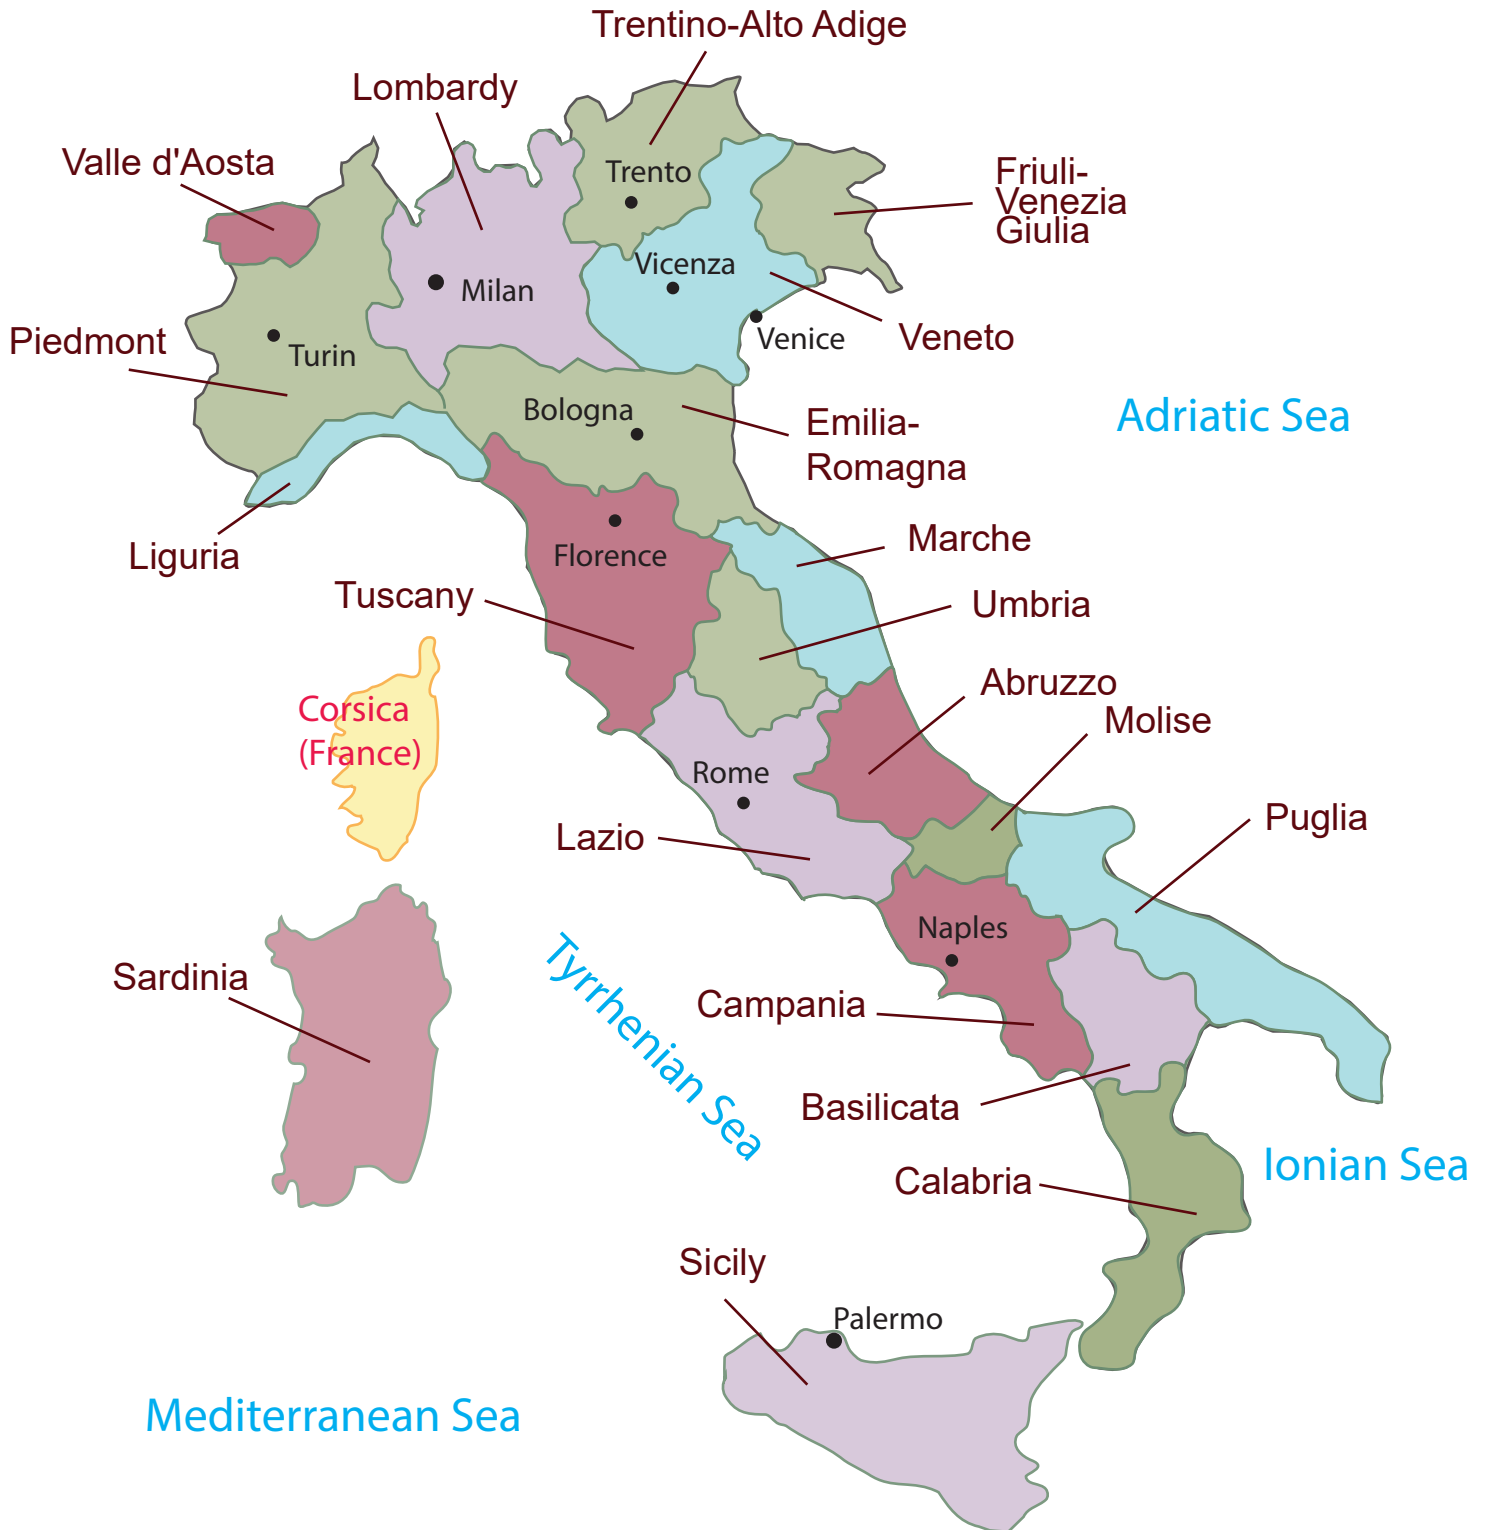 Trentino-Alto Adige
Lombardy
Valle d'Aosta
Trento
Friuli-
Venezia
Giulia
Vicenza
Milan
Piedmont
Turin
Venice
Veneto
Bologna
Emilia-
Romagna
Adriatic Sea
Liguria
Florence
Marche
Tuscany
Umbria
Corsica
(France)
Abruzzo
Molise
Rome
Lazio
Puglia
Naples
Sardinia
Tyrrhenian Sea
Campania
Basilicata
Calabria
Ionian Sea
Sicily
Palermo
Mediterranean Sea